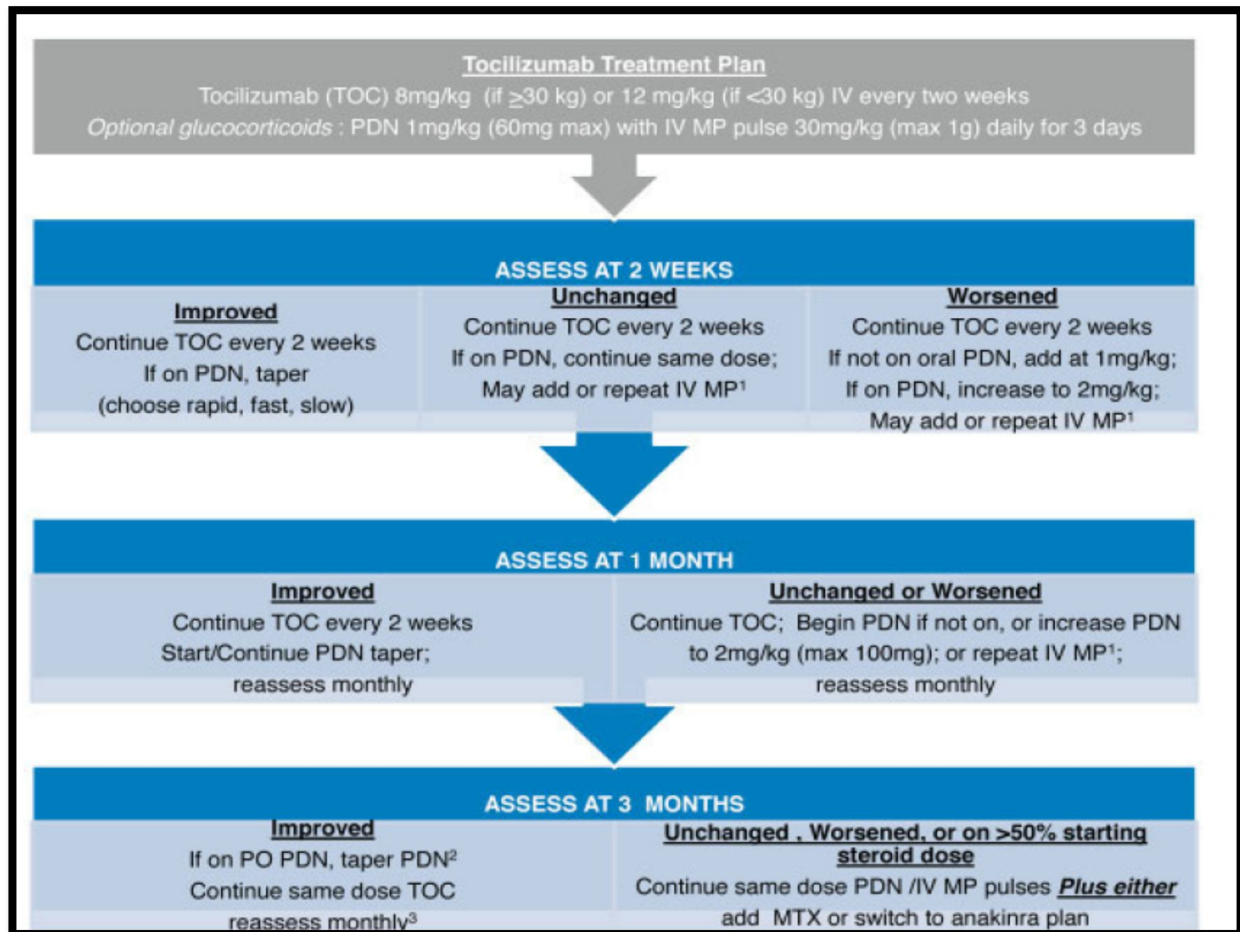 Tocilizumab Treatment Plan
Tocilizumab (TOC) 8mg/kg (if ≥30 kg) or 12 mg/kg (if <30 kg) IV every two weeks
Optional glucocorticoids : PDN 1mg/kg (60mg max) with IV MP pulse 30mg/kg (max 1g) daily for 3 days
ASSESS AT 2 WEEKS
Improved
Continue TOC every 2 weeks
If on PDN, taper
(choose rapid, fast, slow)
Unchanged
Continue TOC every 2 weeks
If on PDN, continue same dose;
May add or repeat IV MP¹
Worsened
Continue TOC every 2 weeks
If not on oral PDN, add at 1mg/kg;
If on PDN, increase to 2mg/kg;
May add or repeat IV MP¹
ASSESS AT 1 MONTH
Improved
Continue TOC every 2 weeks
Start/Continue PDN taper;
reassess monthly
Unchanged or Worsened
Continue TOC; Begin PDN if not on, or increase PDN
to 2mg/kg (max 100mg); or repeat IV MP¹;
reassess monthly
ASSESS AT 3 MONTHS
Improved
If on PO PDN, taper PDN²
Continue same dose TOC
reassess monthly³
Unchanged , Worsened, or on >50% starting
steroid dose
Continue same dose PDN /IV MP pulses Plus either
add MTX or switch to anakinra plan